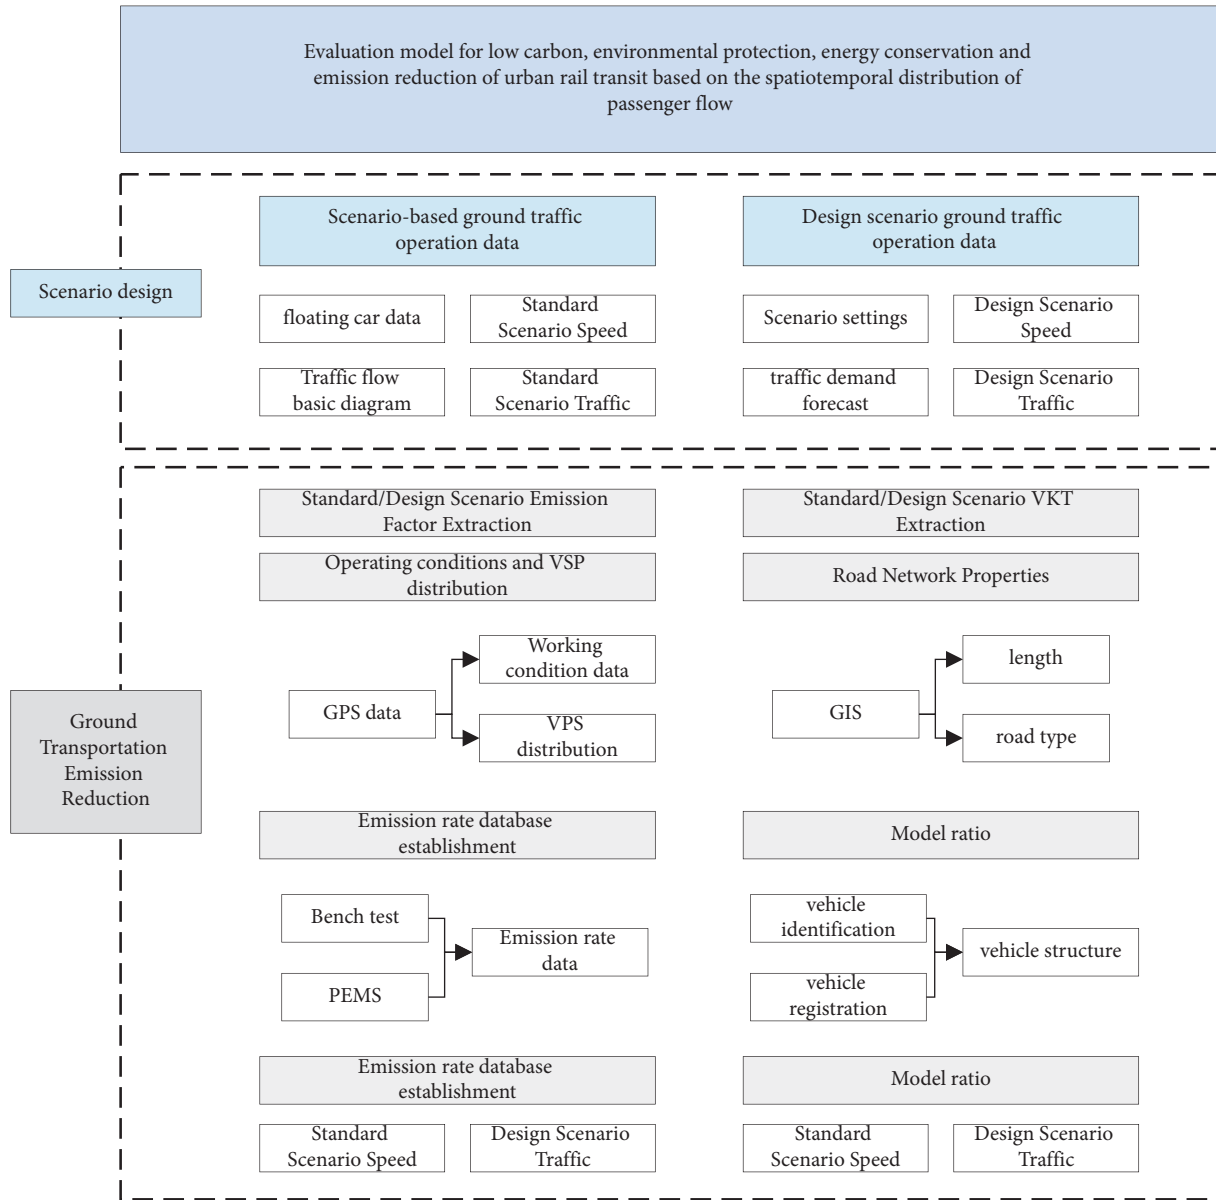 Evaluation model for low carbon, environmental protection, energy conservation and
emission reduction of urban rail transit based on the spatiotemporal distribution of
passenger flow
Scenario design
Scenario-based ground traffic
operation data
Design scenario ground traffic
operation data
floating car data
Standard
Scenario Speed
Scenario settings
Design Scenario
Speed
Traffic flow
basic diagram
Standard
Scenario Traffic
traffic demand
forecast
Design Scenario
Traffic
Ground
Transportation
Emission
Reduction
Standard/Design Scenario Emission
Factor Extraction
Standard/Design Scenario VKT
Extraction
Operating conditions and VSP
distribution
Road Network Properties
GPS data
Working
condition data
VPS
distribution
GIS
length
road type
Emission rate database
establishment
Model ratio
Bench test
PEMS
Emission rate
data
vehicle
identification
vehicle
registration
vehicle structure
Emission rate database
establishment
Model ratio
Standard
Scenario Speed
Design Scenario
Traffic
Standard
Scenario Speed
Design Scenario
Traffic